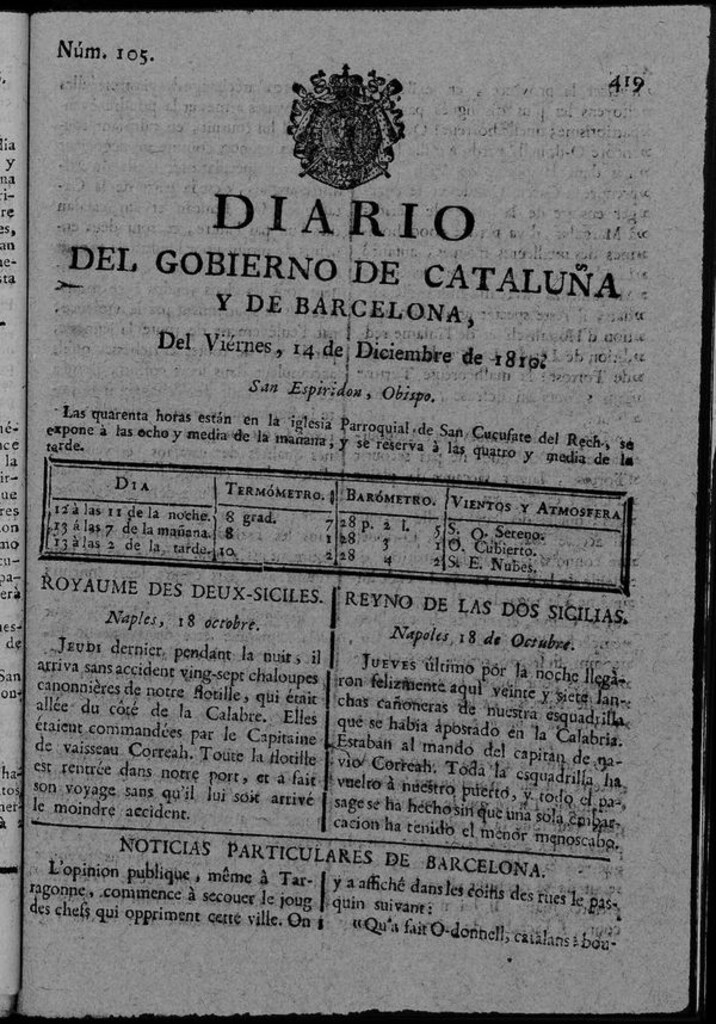 Núm. 105.
419
DIARIO
DEL GOBIERNO DE CATALUÑA
Y DE BARCELONA,
Del Viérnes, 14 de Diciembre de 1810.
San Espiridon, Obispo.
Las quarenta horas están en la iglesia Parroquial de San Cucufate del Rech, se
expone à las ocho y media de la mañana, y se reserva à las quatro y media de la
tarde.
DIA TERMÓMETRO. BARÓMETRO. VIENTOS Y ATMOSFERA
12 à las 11 de la noche. 8 grad. 7 28 p. 2 l. 5 S. O. Sereno.
13 à las 7 de la mañana. 8 1 28 3 1 O. Cubierto.
13 à las 2 de la tarde. 10 2 28 4 2 S. E. Nubes.
ROYAUME DES DEUX-SICILES.
Naples, 18 octobre.
JEUDI dernier, pendant la nuit, il
arriva sans accident ving-sept chaloupes
canonnières de notre flotille, qui était
allée du côté de la Calabre. Elles
étaient commandées par le Capitaine
de vaisseau Correah. Toute la flotille
est rentrée dans notre port, et a fait
son voyage sans qu'il lui soit arrivé
le moindre accident.
REYNO DE LAS DOS SICILIAS.
Napoles, 18 de Octubre.
JUEVES último por la noche llegá-
ron felizmente aquí veinte y siete lan-
chas cañoneras de nuestra esquadrilla,
que se habia apostado en la Calabria.
Estaban al mando del capitan de na-
vio Correah. Toda la esquadrilla ha
vuelto à nuestro puerto, y todo el pa-
sage se ha hecho sin que una sola embar-
cacion ha tenido el menor menoscabo.
NOTICIAS PARTICULARES DE BARCELONA.
L'opinion publique, même à Tar-
ragonne, commence à secouer le joug
des chefs qui oppriment cette ville. On
y a affiché dans les coins des rues le pas-
quin suivant:
«Qu'a fait O-donnell, catalans? bou-